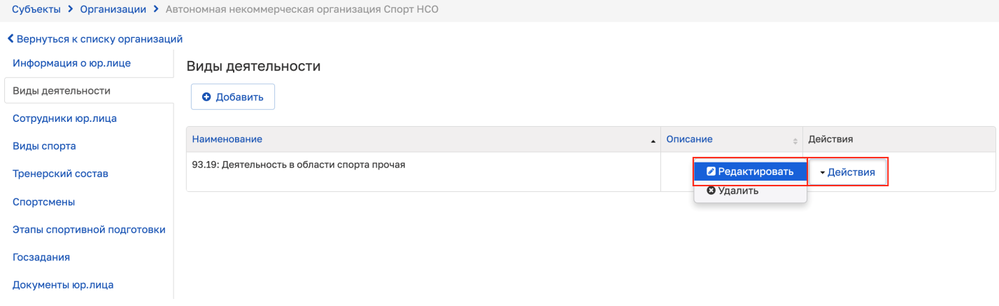 Субъекты > Организации > Автономная некоммерческая организация Спорт НСО
Вернуться к списку организаций
Информация о юр.лице
Виды деятельности
Сотрудники юр.лица
Виды спорта
Тренерский состав
Спортсмены
Этапы спортивной подготовки
Госзадания
Документы юр.лица
Виды деятельности
Добавить
Наименование Описание Действия
93.19: Деятельность в области спорта прочая
Редактировать Действия
Удалить